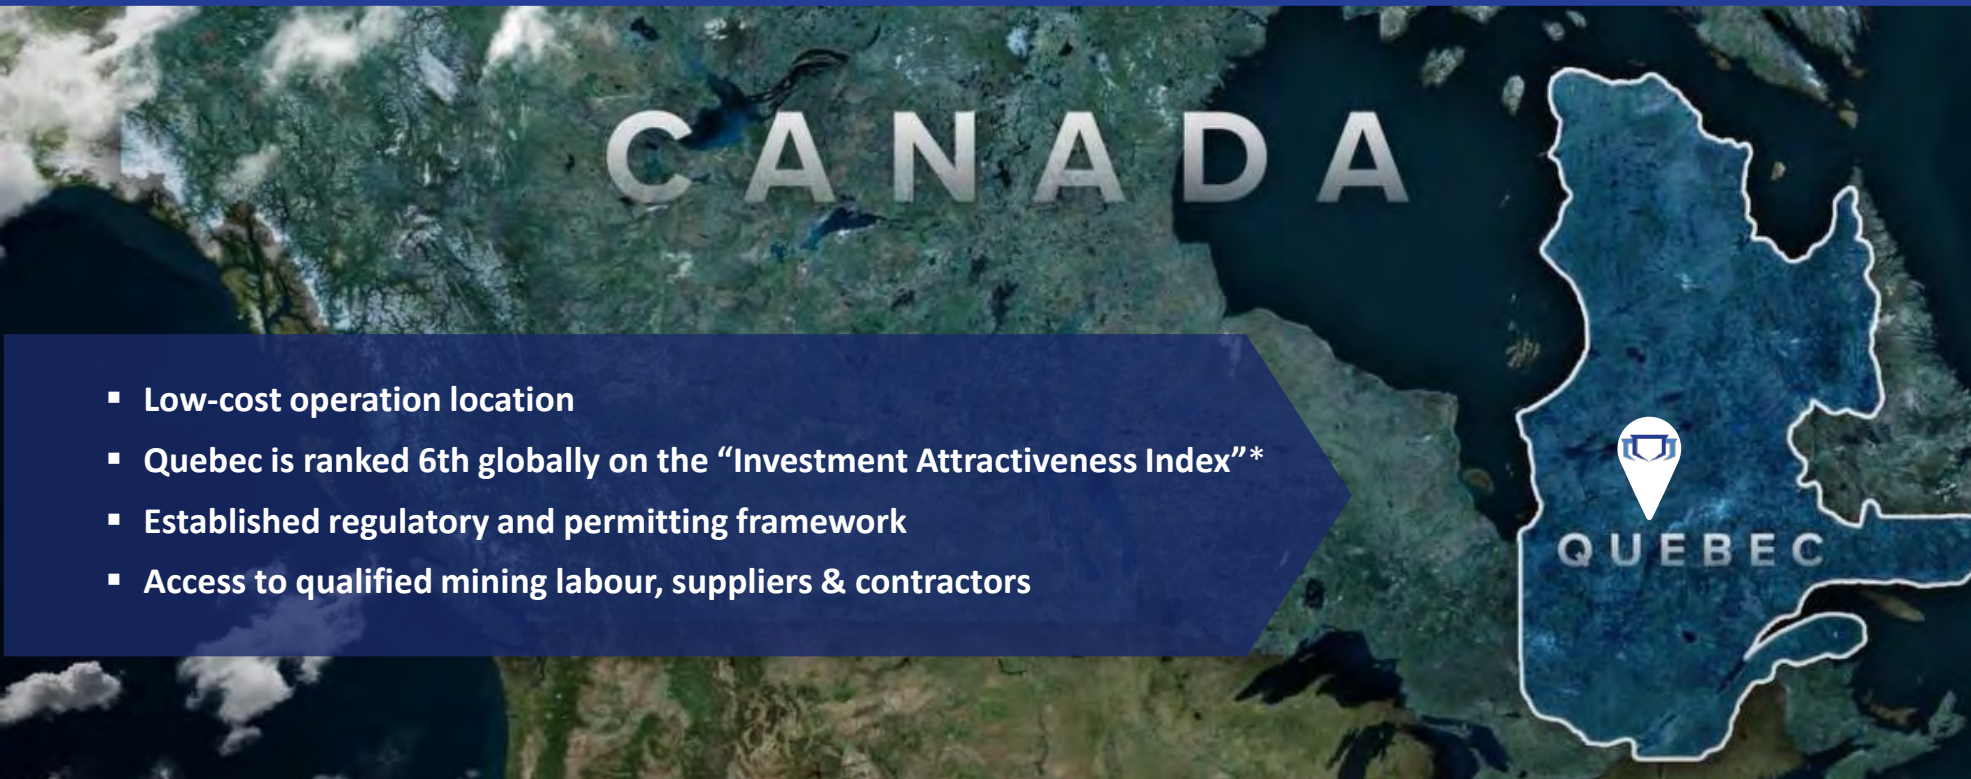 CANADA
▪ Low-cost operation location
▪ Quebec is ranked 6th globally on the “Investment Attractiveness Index”*
▪ Established regulatory and permitting framework
▪ Access to qualified mining labour, suppliers & contractors
QUEBEC